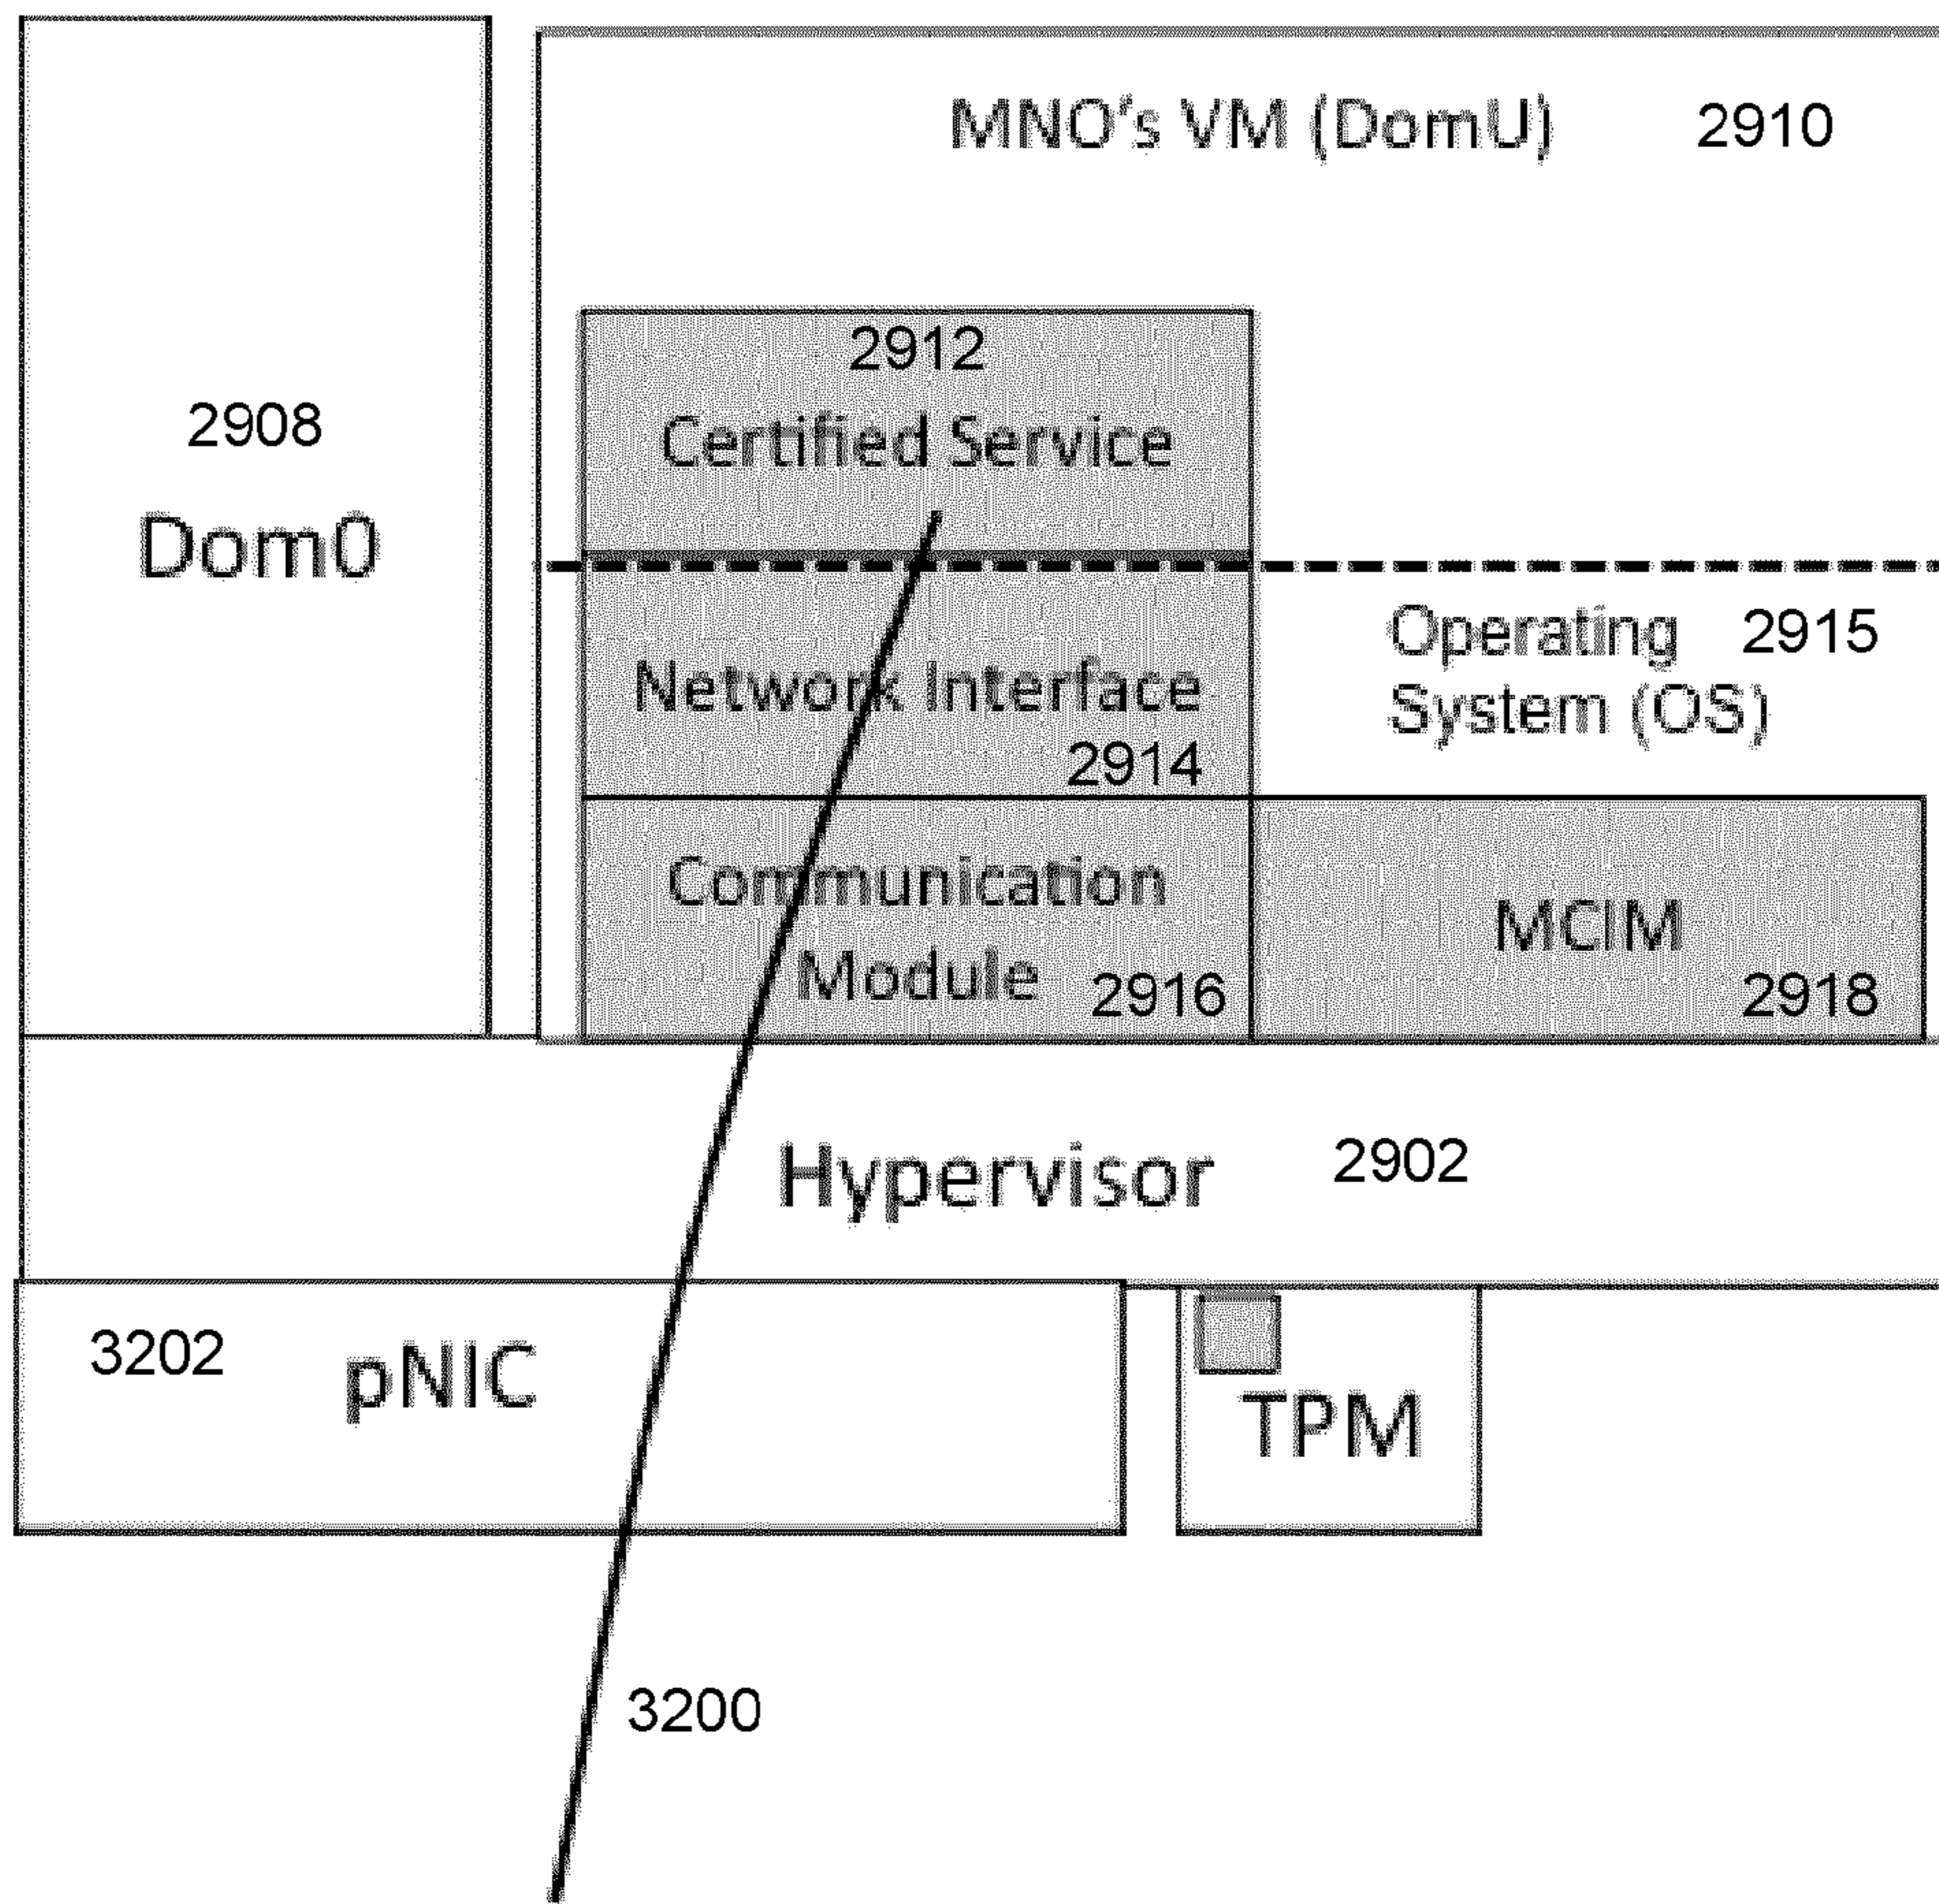 MNO's VM (DomU) 2910
2912
Certified Service
2908
Dom0
Operating 2915
System (OS)
Network Interface
2914
Communication
Module 2916
MCIM
2918
Hypervisor 2902
3202 pNIC
TPM
3200